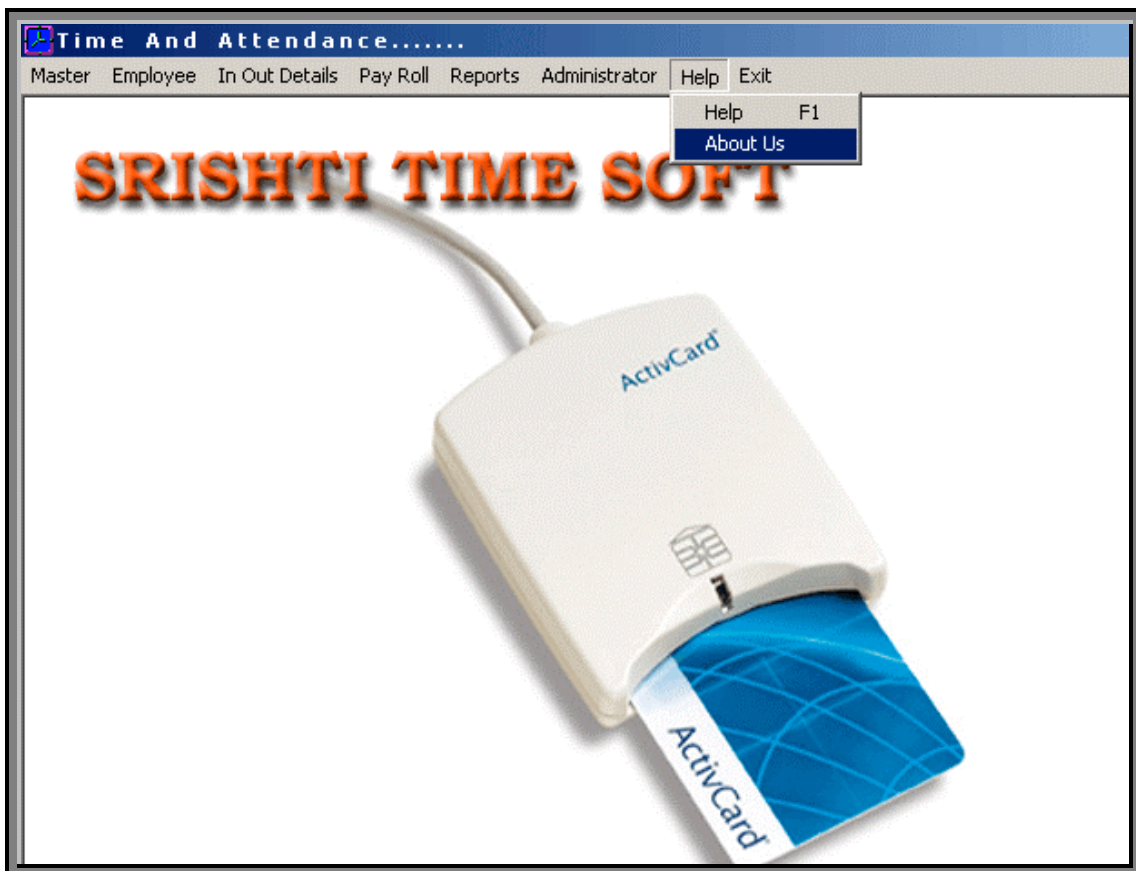 Time And Attendance.......
Master Employee In Out Details Pay Roll Reports Administrator Help Exit
Help F1
About Us
SRISHTI TIME SOFT
ActivCard
ActivCard